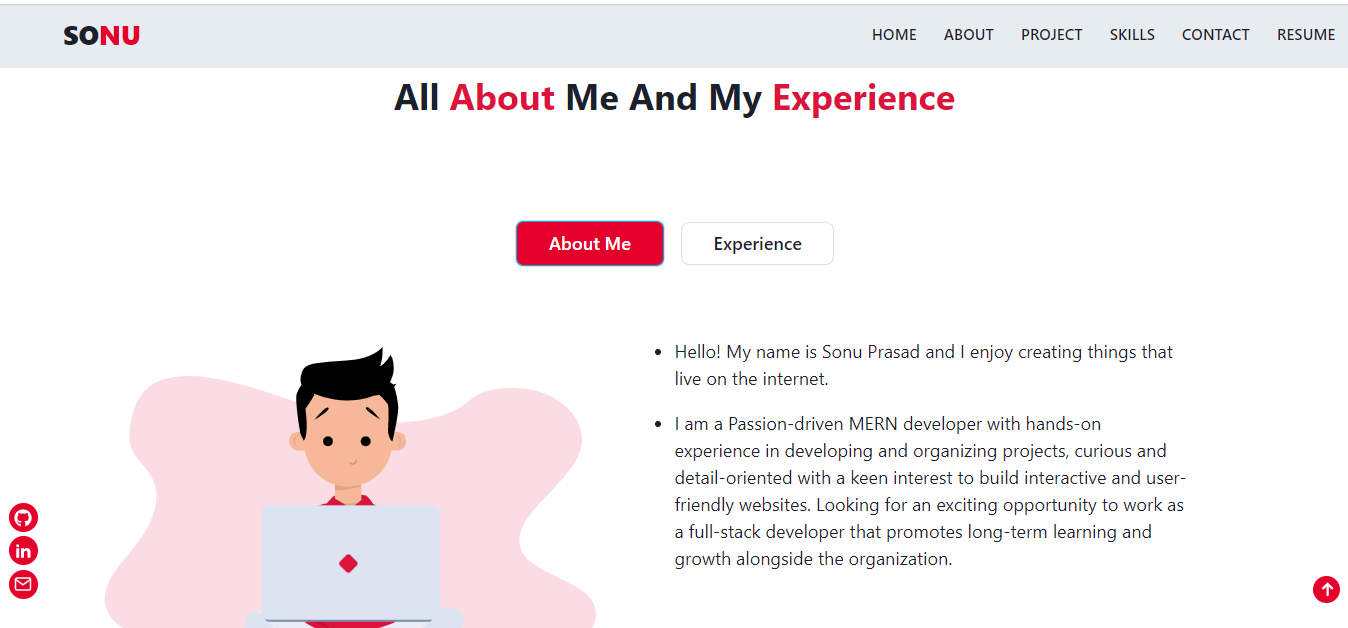 SONU
HOME ABOUT PROJECT SKILLS CONTACT RESUME
All About Me And My Experience
About Me
Experience
Hello! My name is Sonu Prasad and I enjoy creating things that
live on the internet.
I am a Passion-driven MERN developer with hands-on
experience in developing and organizing projects, curious and
detail-oriented with a keen interest to build interactive and user-
friendly websites. Looking for an exciting opportunity to work as
a full-stack developer that promotes long-term learning and
growth alongside the organization.
in